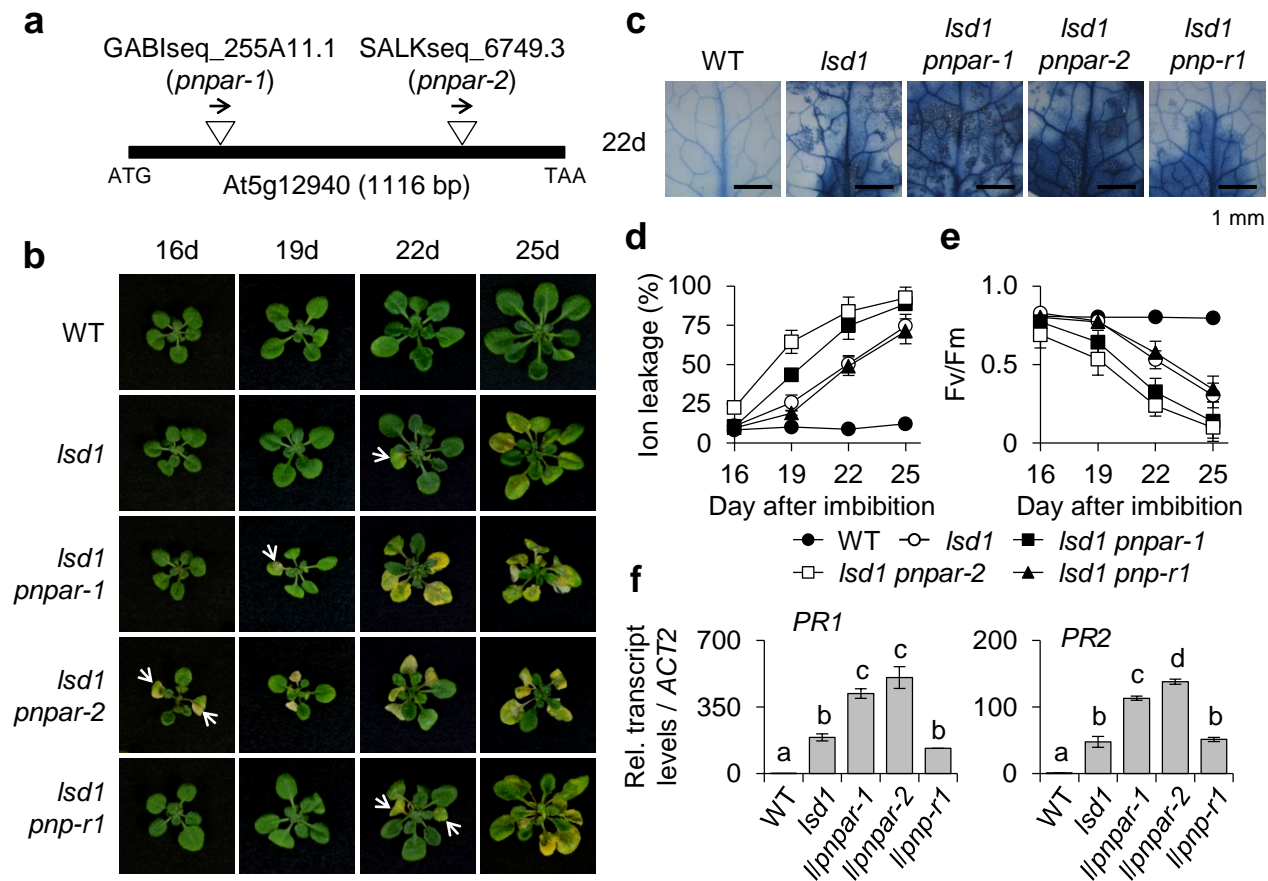 a
GABIseq_255A11.1
(pnpar-1)
SALKseq_6749.3
(pnpar-2)
ATG
At5g12940 (1116 bp)
TAA
b
16d 19d 22d 25d
WT
lsd1
lsd1
pnpar-1
lsd1
pnpar-2
lsd1
pnp-r1
c
WT
lsd1
lsd1
pnpar-1
lsd1
pnpar-2
lsd1
pnp-r1
22d
1 mm
d
Ion leakage (%)
100
75
50
25
0
16 19 22 25
Day after imbibition
e
Fv/Fm
1.0
0.5
0
16 19 22 25
Day after imbibition
WT lsd1 lsd1 pnpar-1
lsd1 pnpar-2 lsd1 pnp-r1
f
Rel. transcript
levels / ACT2
PR1
700
350
0
a b c c b
WT lsd1 l/pnpar-1 l/pnpar-2 l/pnp-r1
PR2
200
100
0
a b c d b
WT lsd1 l/pnpar-1 l/pnpar-2 l/pnp-r1